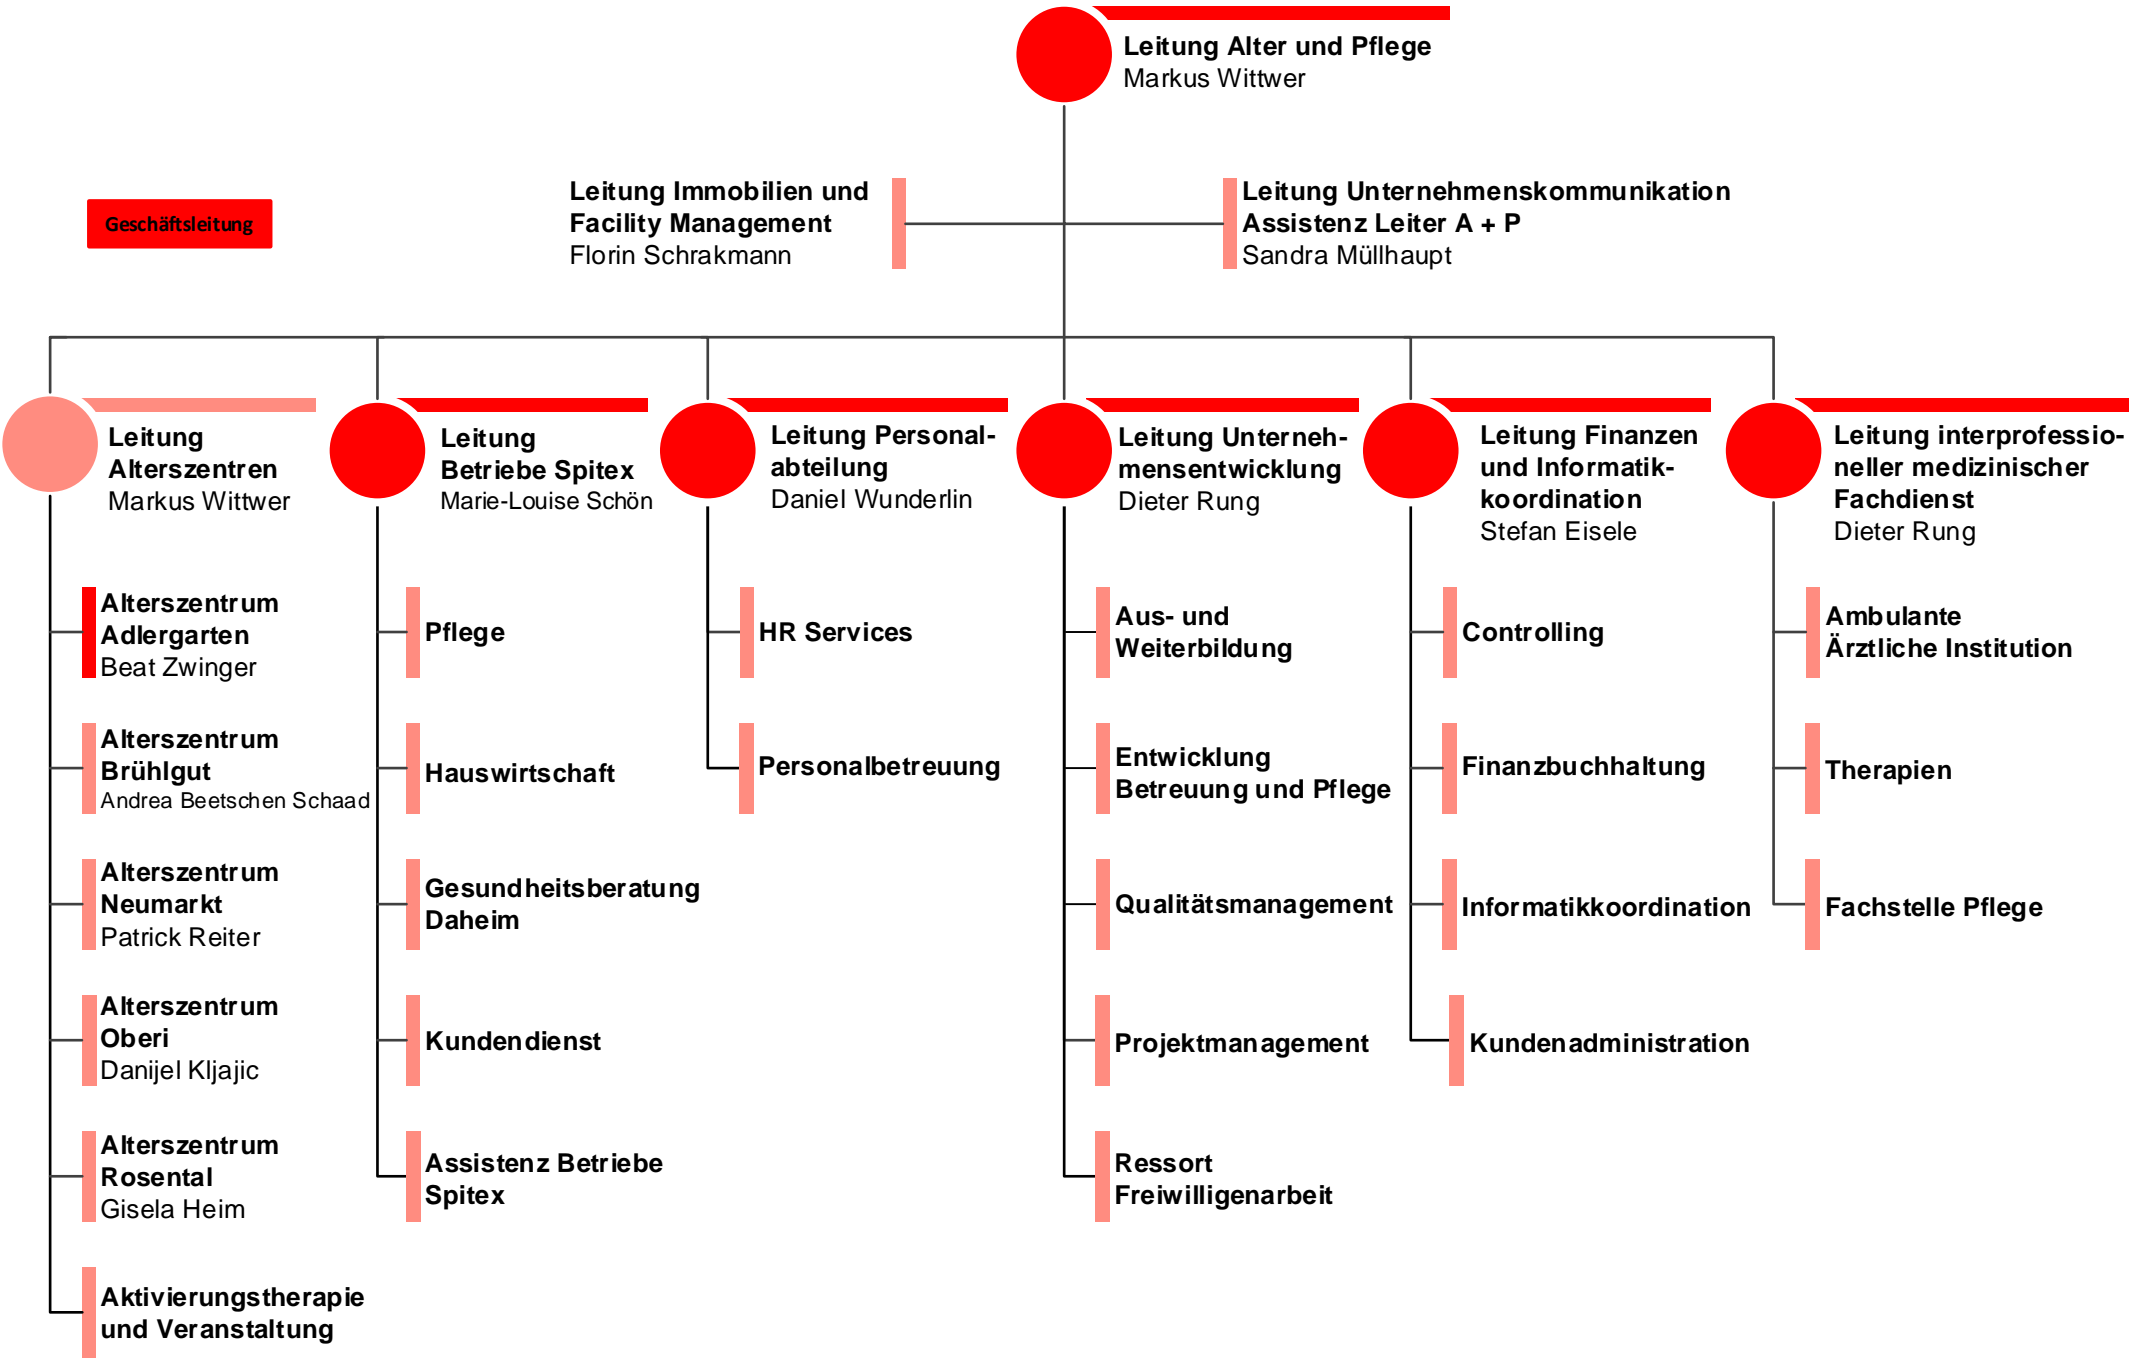 Leitung Alter und Pflege
Markus Wittwer
Geschäftsleitung
Leitung Immobilien und
Facility Management
Florin Schrakmann
Leitung Unternehmenskommunikation
Assistenz Leiter A + P
Sandra Müllhaupt
Leitung
Alterszentren
Markus Wittwer
Alterszentrum
Adlergarten
Beat Zwinger
Alterszentrum
Brühlgut
Andrea Beetschen Schaad
Alterszentrum
Neumarkt
Patrick Reiter
Alterszentrum
Oberi
Danijel Kljajic
Alterszentrum
Rosental
Gisela Heim
Aktivierungstherapie
und Veranstaltung
Leitung
Betriebe Spitex
Marie-Louise Schön
Pflege
Hauswirtschaft
Gesundheitsberatung
Daheim
Kundendienst
Assistenz Betriebe
Spitex
Leitung Personal-
abteilung
Daniel Wunderlin
HR Services
Personalbetreuung
Leitung Unterneh-
mensentwicklung
Dieter Rung
Aus- und
Weiterbildung
Entwicklung
Betreuung und Pflege
Qualitätsmanagement
Projektmanagement
Ressort
Freiwilligenarbeit
Leitung Finanzen
und Informatik-
koordination
Stefan Eisele
Controlling
Finanzbuchhaltung
Informatikkoordination
Kundenadministration
Leitung interprofessio-
neller medizinischer
Fachdienst
Dieter Rung
Ambulante
Ärztliche Institution
Therapien
Fachstelle Pflege